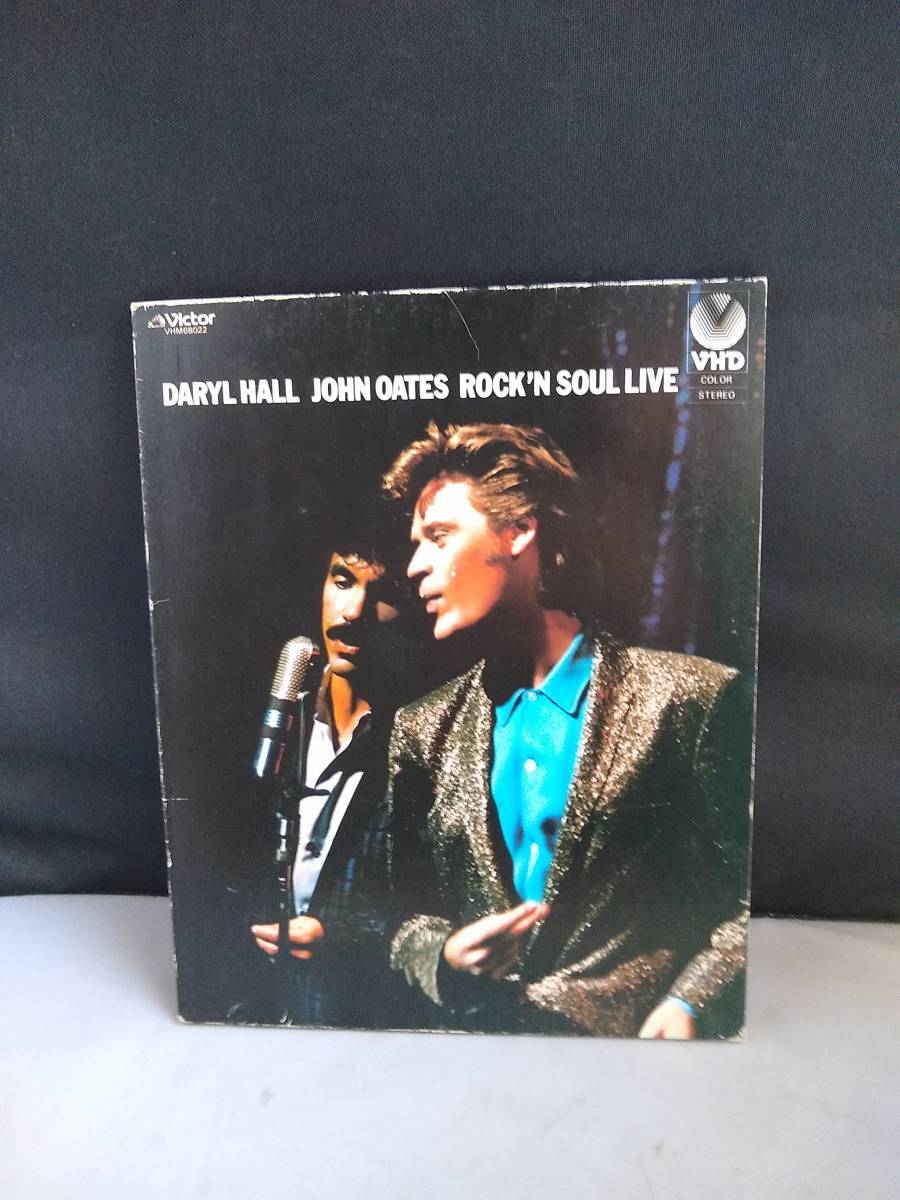 Victor
VHM68022
VHD
COLOR
STEREO
DARYL HALL JOHN OATES ROCK'N SOUL LIVE